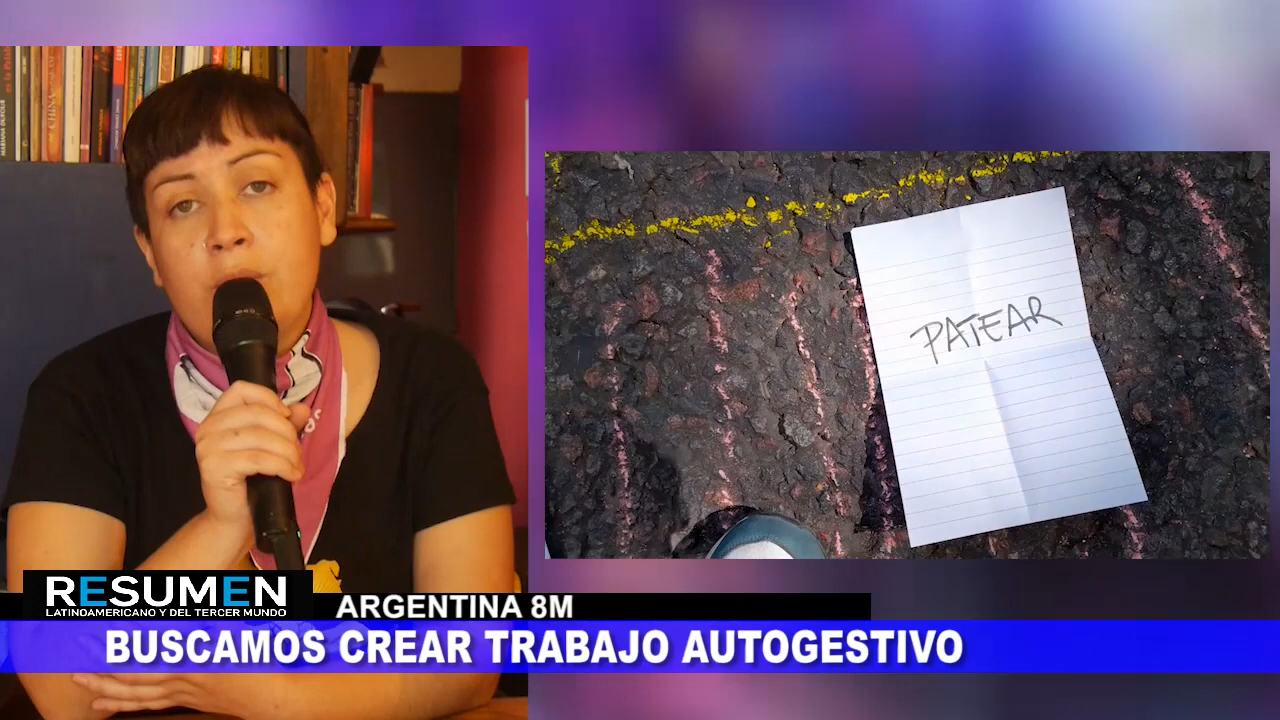 PATEAR
RESUMEN
LATINOAMERICANO Y DEL TERCER MUNDO
ARGENTINA 8M
BUSCAMOS CREAR TRABAJO AUTOGESTIVO